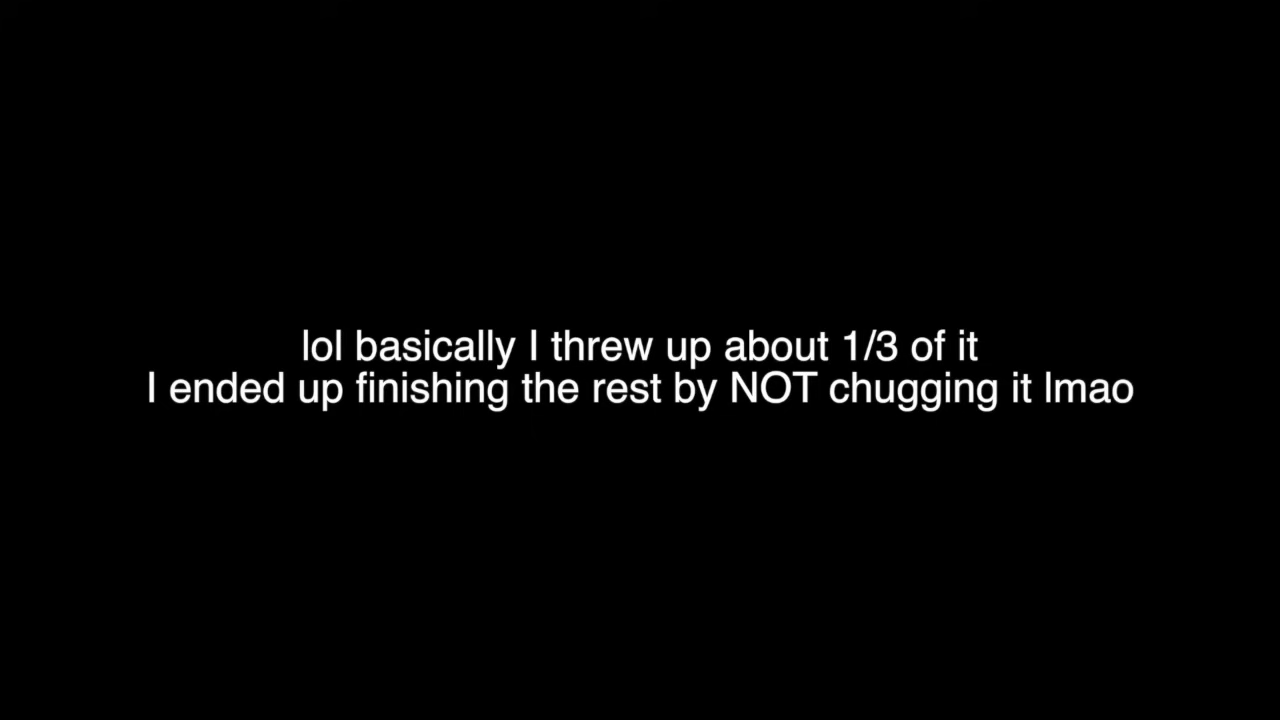 lol basically I threw up about 1/3 of it
I ended up finishing the rest by NOT chugging it lmao